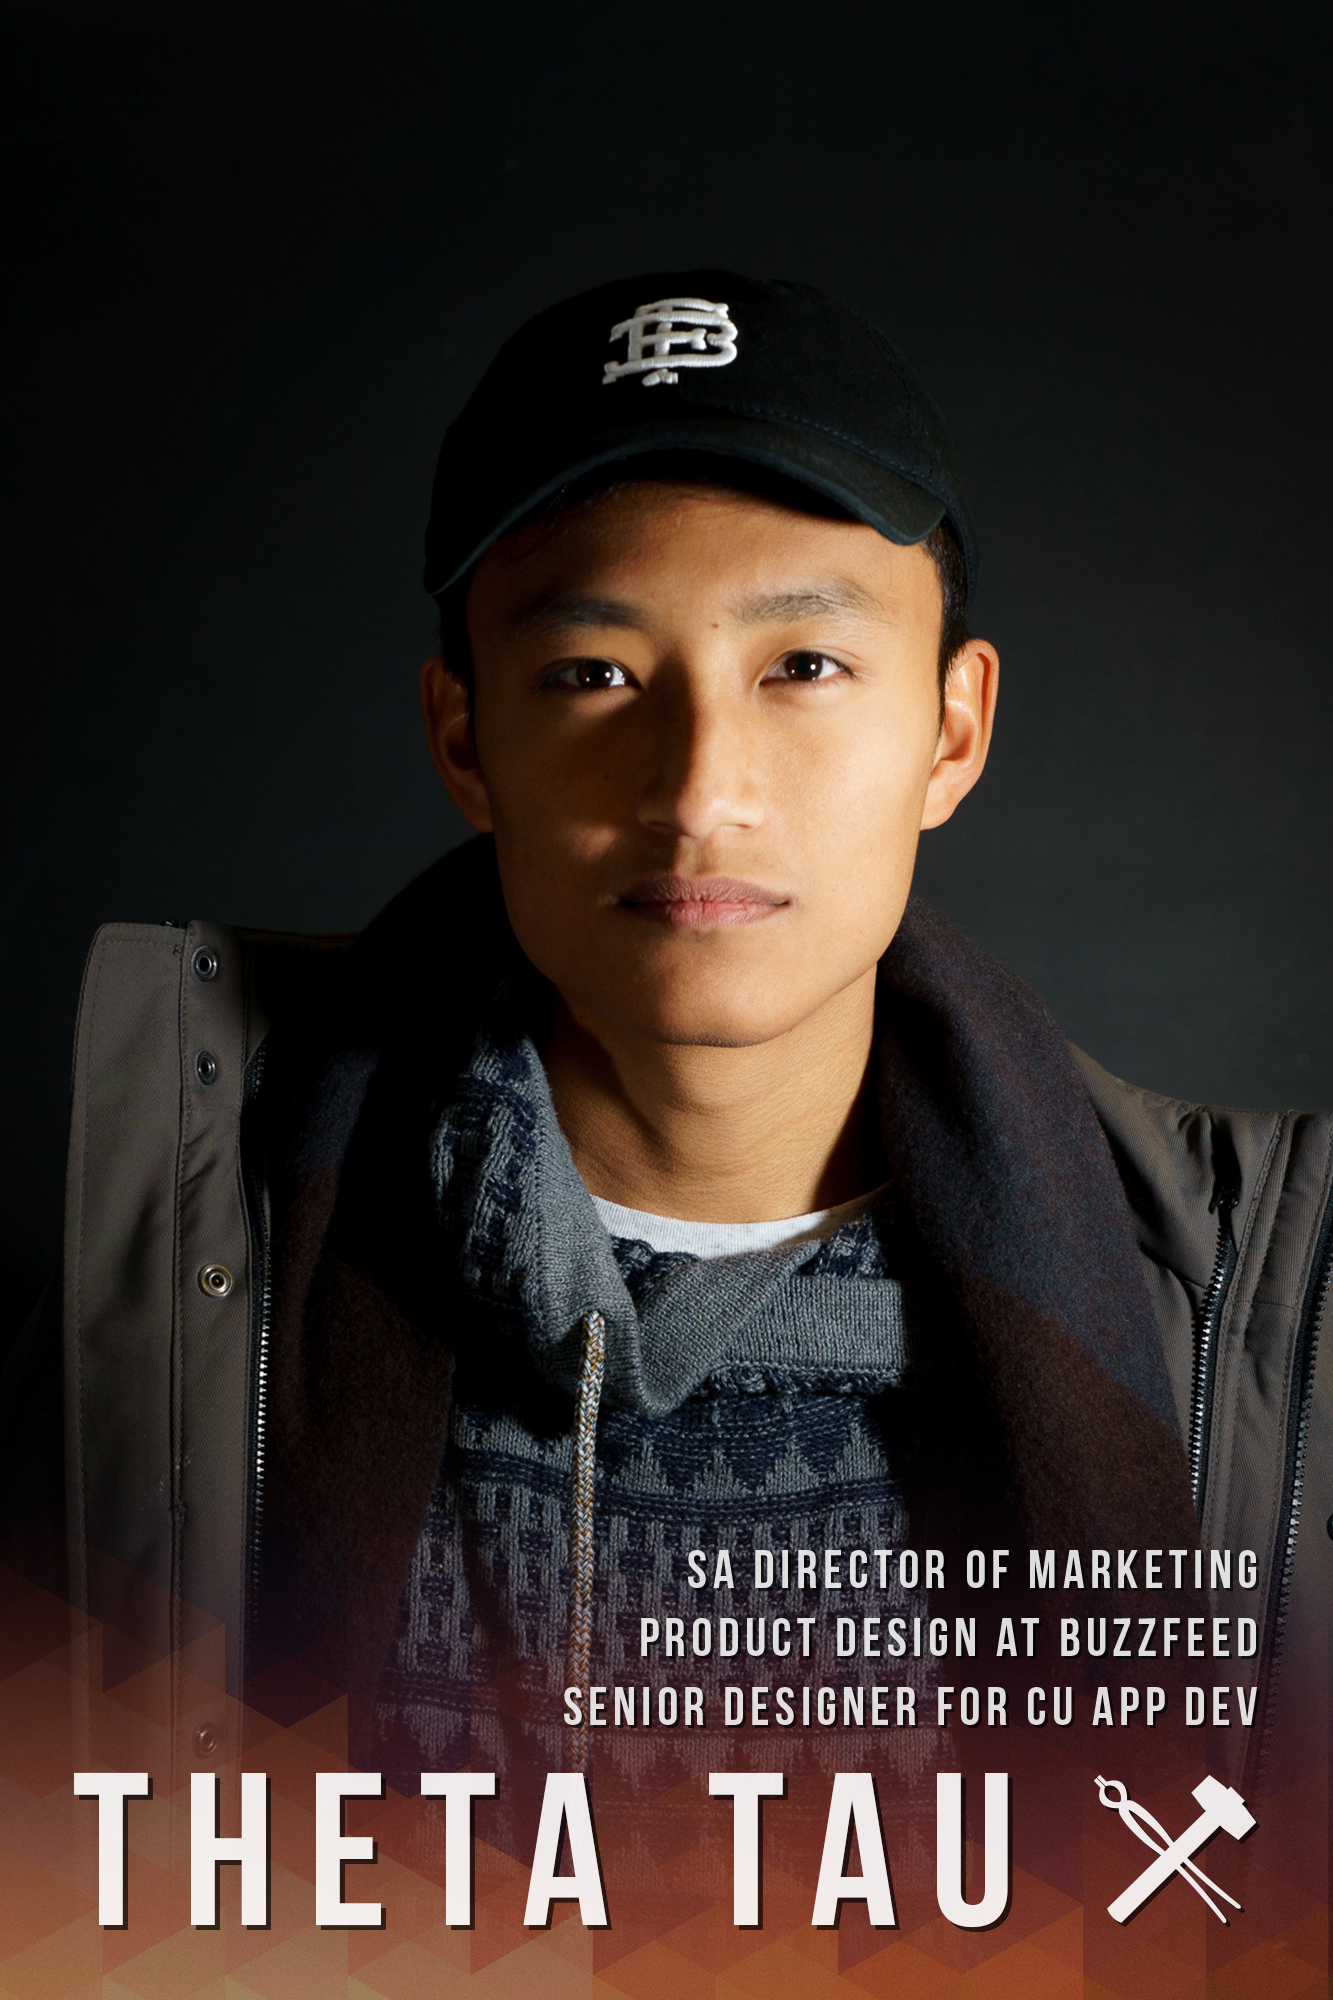 SA DIRECTOR OF MARKETING
PRODUCT DESIGN AT BUZZFEED
SENIOR DESIGNER FOR CU APP DEV
THETA TAU